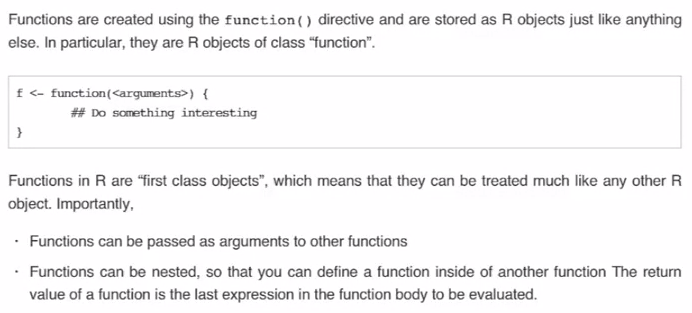 Functions are created using the function() directive and are stored as R objects just like anything
else. In particular, they are R objects of class “function”.
f <- function(<arguments>) {
## Do something interesting
}
Functions in R are “first class objects”, which means that they can be treated much like any other R
object. Importantly,
· Functions can be passed as arguments to other functions
· Functions can be nested, so that you can define a function inside of another function The return
value of a function is the last expression in the function body to be evaluated.